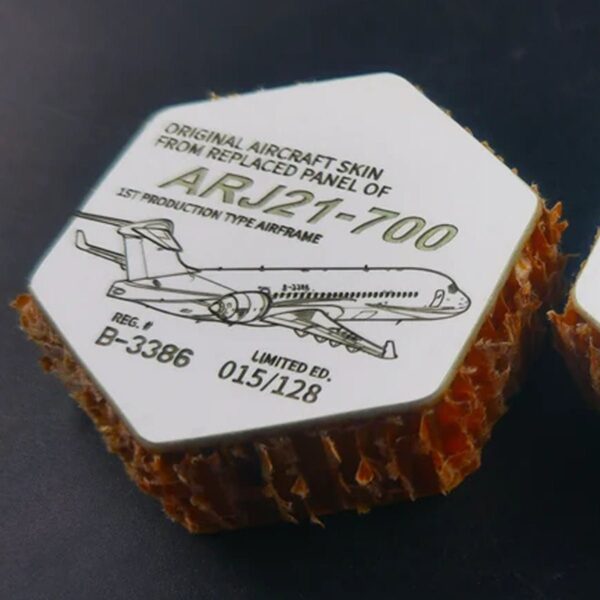 ORIGINAL AIRCRAFT SKIN
FROM REPLACED PANEL OF
ARJ21-700
1ST PRODUCTION TYPE AIRFRAME
B-3386
REG. #
B-3386
LIMITED ED.
015/128